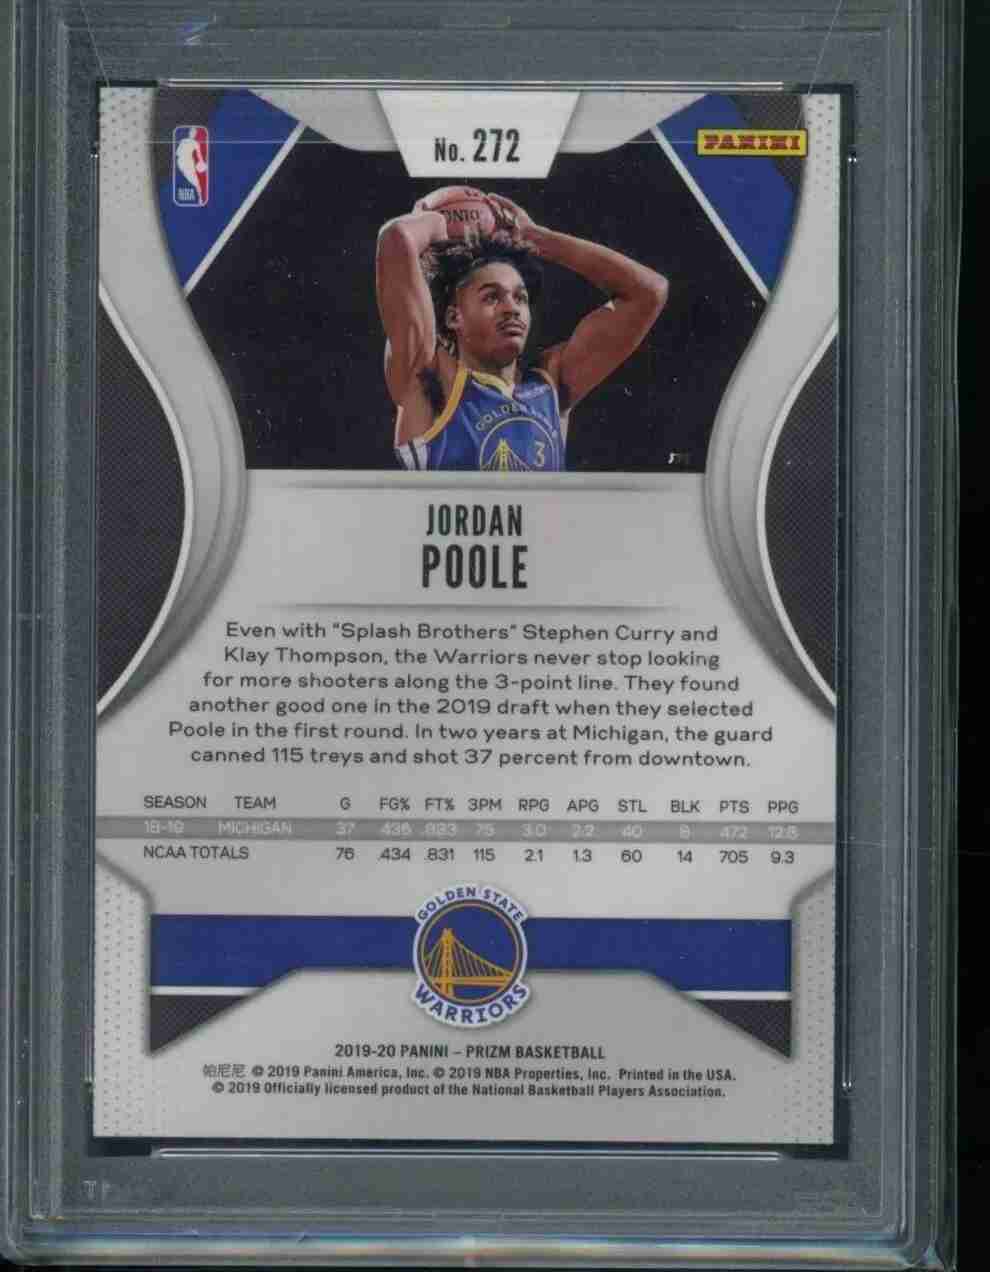 No. 272
PANINI
NBA
GOLDEN STATE
3
JORDAN
POOLE
Even with "Splash Brothers" Stephen Curry and
Klay Thompson, the Warriors never stop looking
for more shooters along the 3-point line. They found
another good one in the 2019 draft when they selected
Poole in the first round. In two years at Michigan, the guard
canned 115 treys and shot 37 percent from downtown.
SEASON TEAM G FG% FT% 3PM RPG APG STL BLK PTS PPG
18-19 MICHIGAN 37 .436 .833 75 3.0 2.2 40 8 472 12.8
NCAA TOTALS 76 .434 .831 115 2.1 1.3 60 14 705 9.3
GOLDEN STATE
WARRIORS
2019-20 PANINI – PRIZM BASKETBALL
帕尼尼 © 2019 Panini America, Inc. © 2019 NBA Properties, Inc. Printed in the USA.
© 2019 Officially licensed product of the National Basketball Players Association.